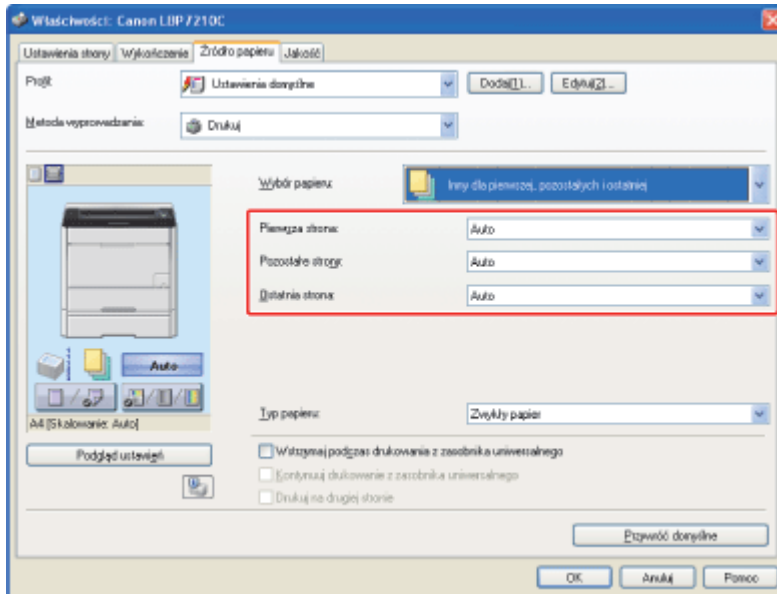 Właściwości: Canon LBP7210C
Ustawienia strony Wykończenie Źródło papieru Jakość
Profil: Ustawienia domyślne Dodaj(1)... Edytuj(2)...
Metoda wyprowadzania: Drukuj
Wybór papieru: Inny dla pierwszej, pozostałych i ostatniej
Pierwsza strona: Auto
Pozostałe strony: Auto
Ostatnia strona: Auto
Auto
A4 [Skalowanie: Auto]
Typ papieru: Zwykły papier
Podgląd ustawień
Wstrzymaj podczas drukowania z zasobnika uniwersalnego
Kontynuuj drukowanie z zasobnika uniwersalnego
Drukuj na drugiej stronie
Przywróć domyślne
OK Anuluj Pomoc